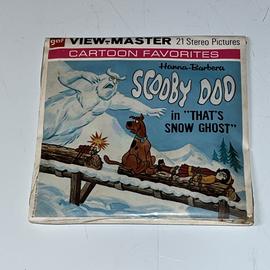 gaf VIEW-MASTER 21 Stereo Pictures
CARTOON FAVORITES
Hanna-Barbera
SCOOBY DOO
in "THAT'S
SNOW GHOST"